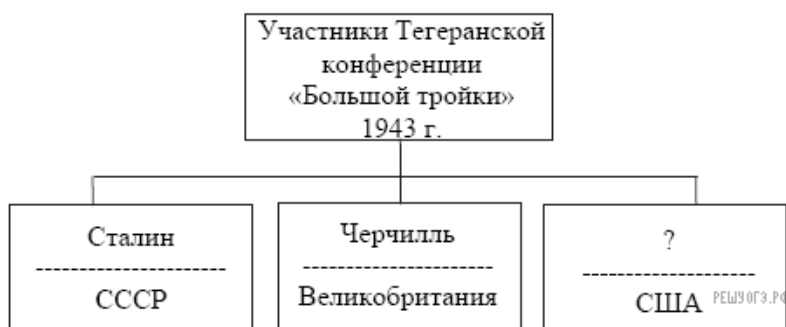 Участники Тегеранской
конференции
«Большой тройки»
1943 г.
Сталин
----------------------
СССР
Черчилль
-------------------
Великобритания
?
-----------------
США
РЕШУОГЭ.РФ